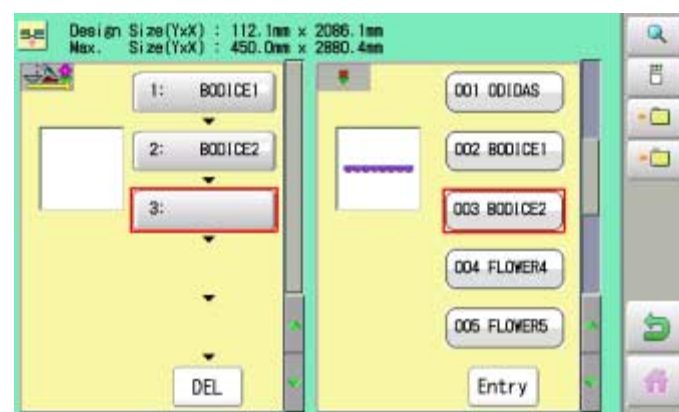 Design Size(YxX) : 112.1mm x 2086.1mm
Max. Size(YxX) : 450.0mm x 2880.4mm
1: BODICE1
2: BODICE2
3:
DEL
001 ODIDAS
002 BODICE1
003 BODICE2
004 FLOWER4
005 FLOWER5
Entry